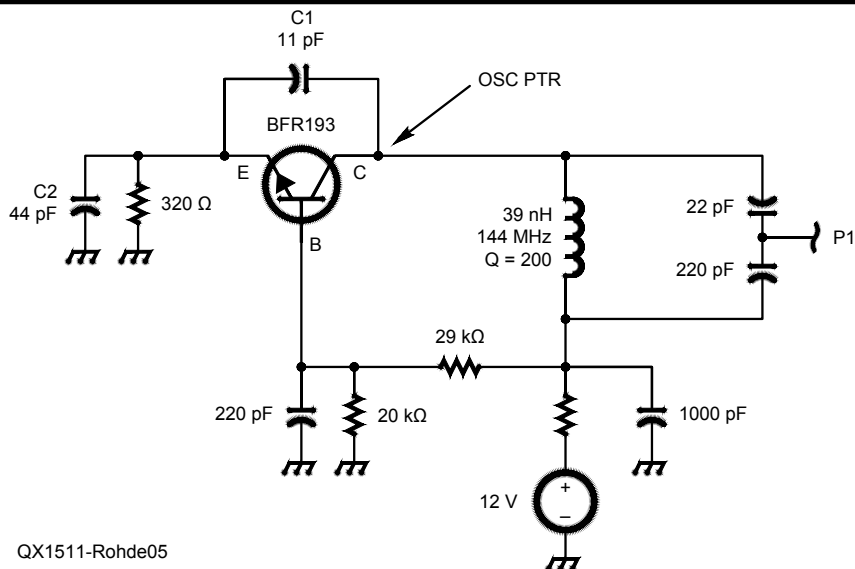 C1
11 pF
OSC PTR
BFR193
E
C
C2
44 pF
320 Ω
B
39 nH
144 MHz
Q = 200
22 pF
P1
220 pF
29 kΩ
220 pF
20 kΩ
1000 pF
12 V
+
–
QX1511-Rohde05